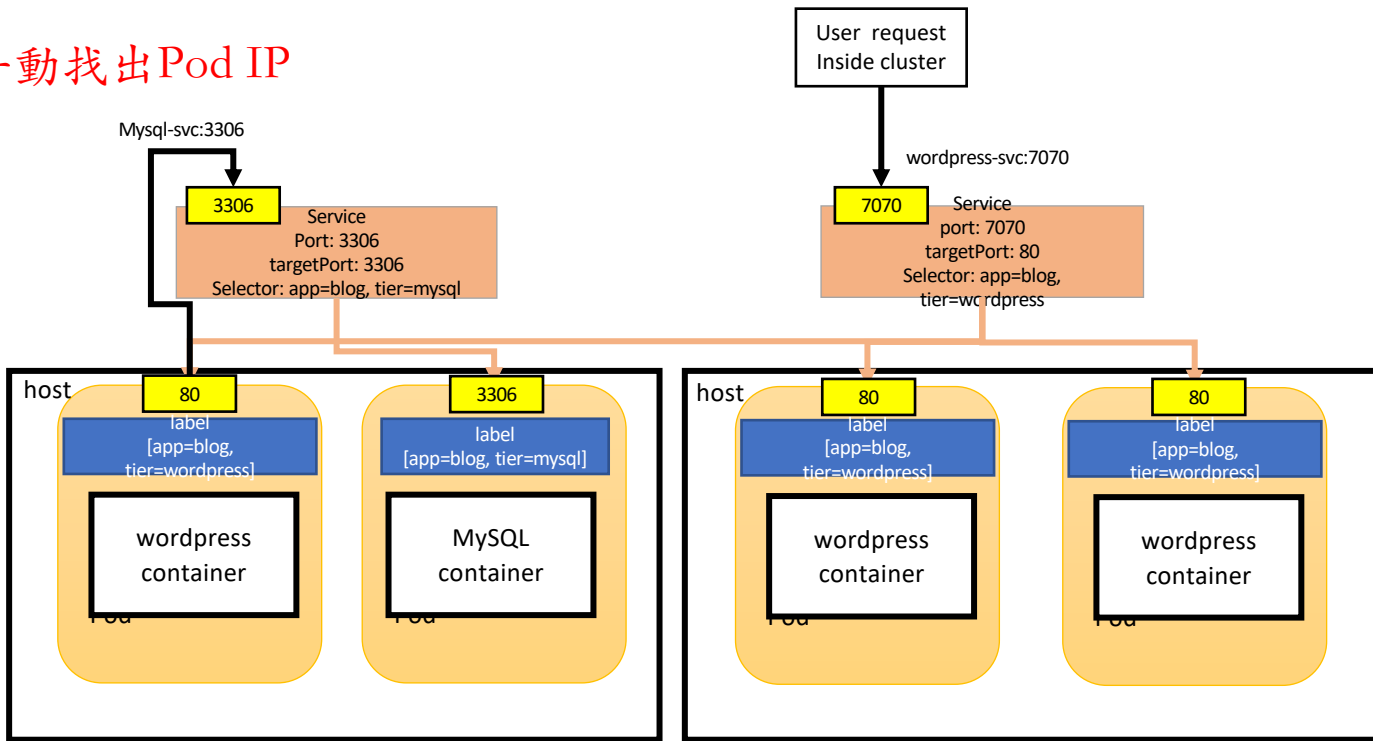 動找出Pod IP
User request
Inside cluster
Mysql-svc:3306
wordpress-svc:7070
3306
Service
Port: 3306
targetPort: 3306
Selector: app=blog, tier=mysql
7070
Service
port: 7070
targetPort: 80
Selector: app=blog,
tier=wordpress
host
80
label
[app=blog,
tier=wordpress]
wordpress
container
Pod
3306
label
[app=blog, tier=mysql]
MySQL
container
Pod
host
80
label
[app=blog,
tier=wordpress]
wordpress
container
Pod
80
label
[app=blog,
tier=wordpress]
wordpress
container
Pod